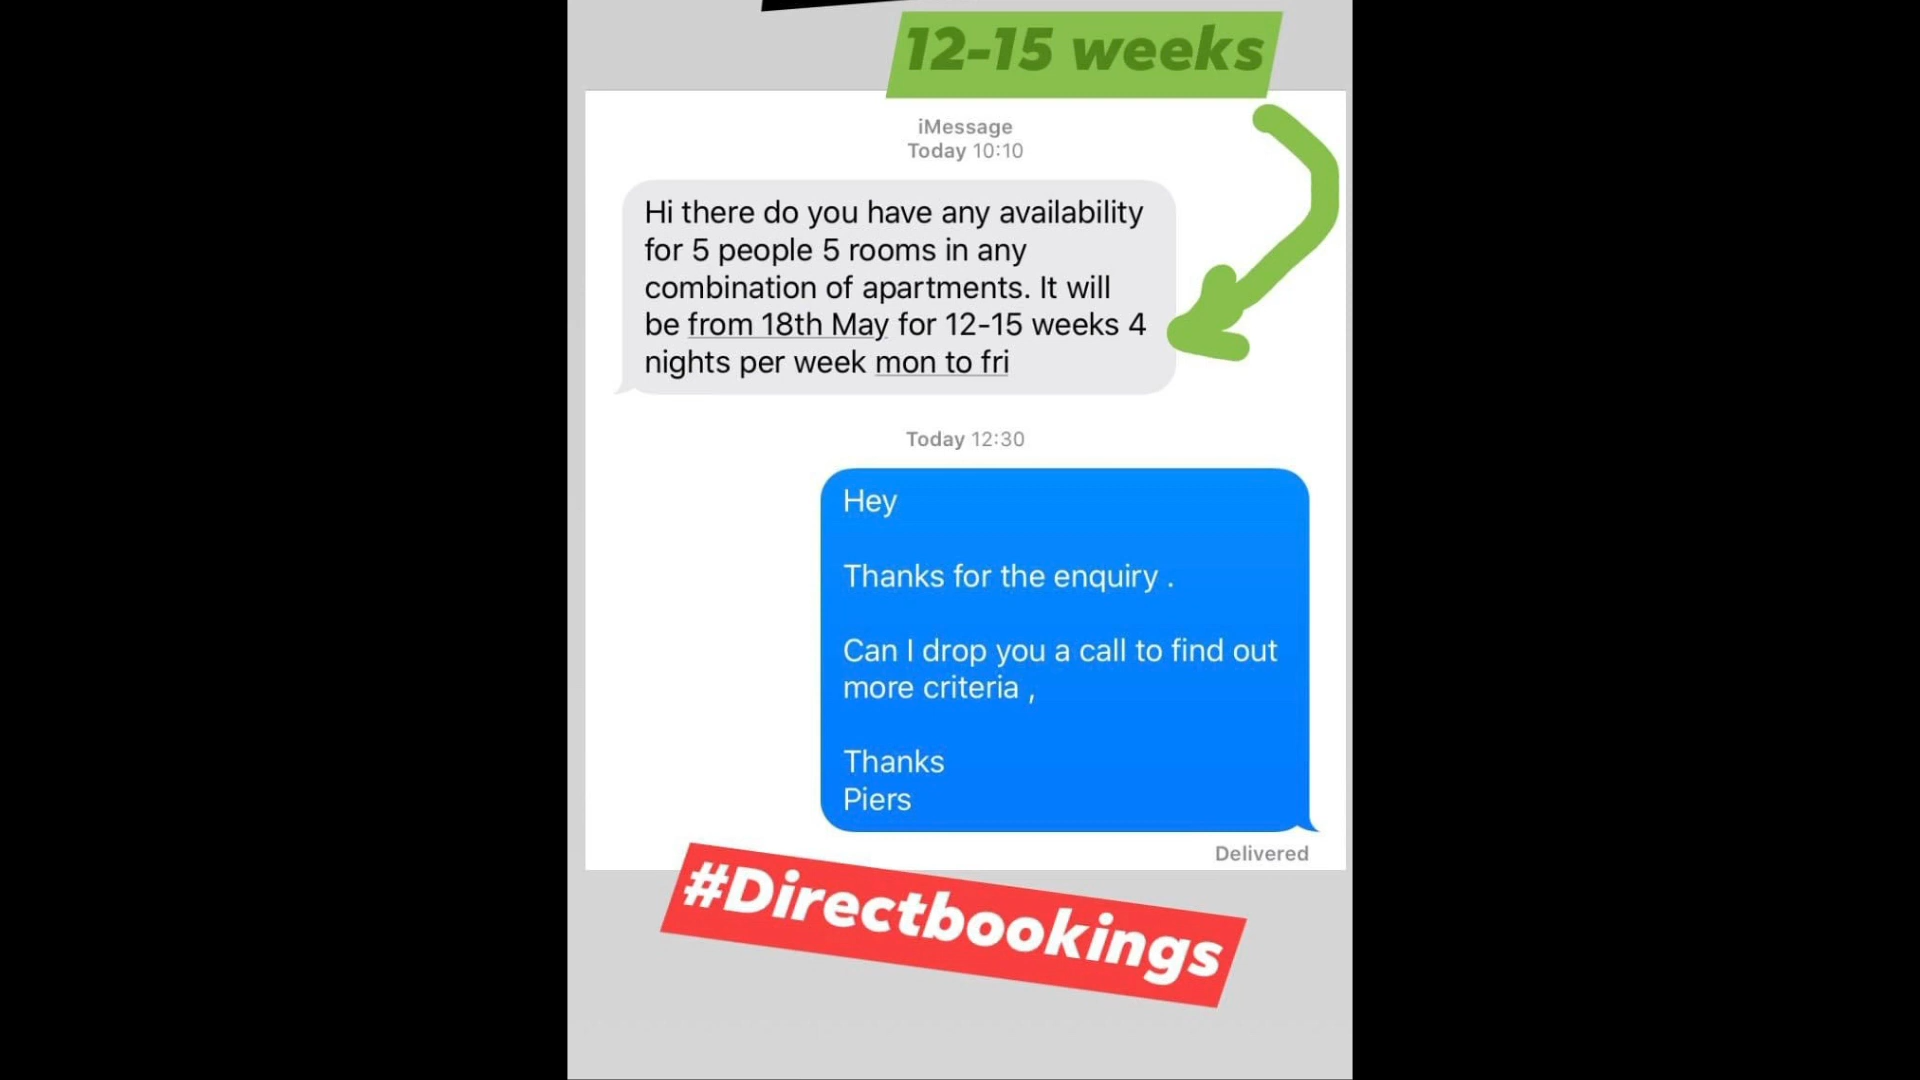 12-15 weeks
iMessage
Today 10:10
Hi there do you have any availability
for 5 people 5 rooms in any
combination of apartments. It will
be from 18th May for 12-15 weeks 4
nights per week mon to fri
Today 12:30
Hey
Thanks for the enquiry .
Can I drop you a call to find out
more criteria ,
Thanks
Piers
Delivered
#Directbookings